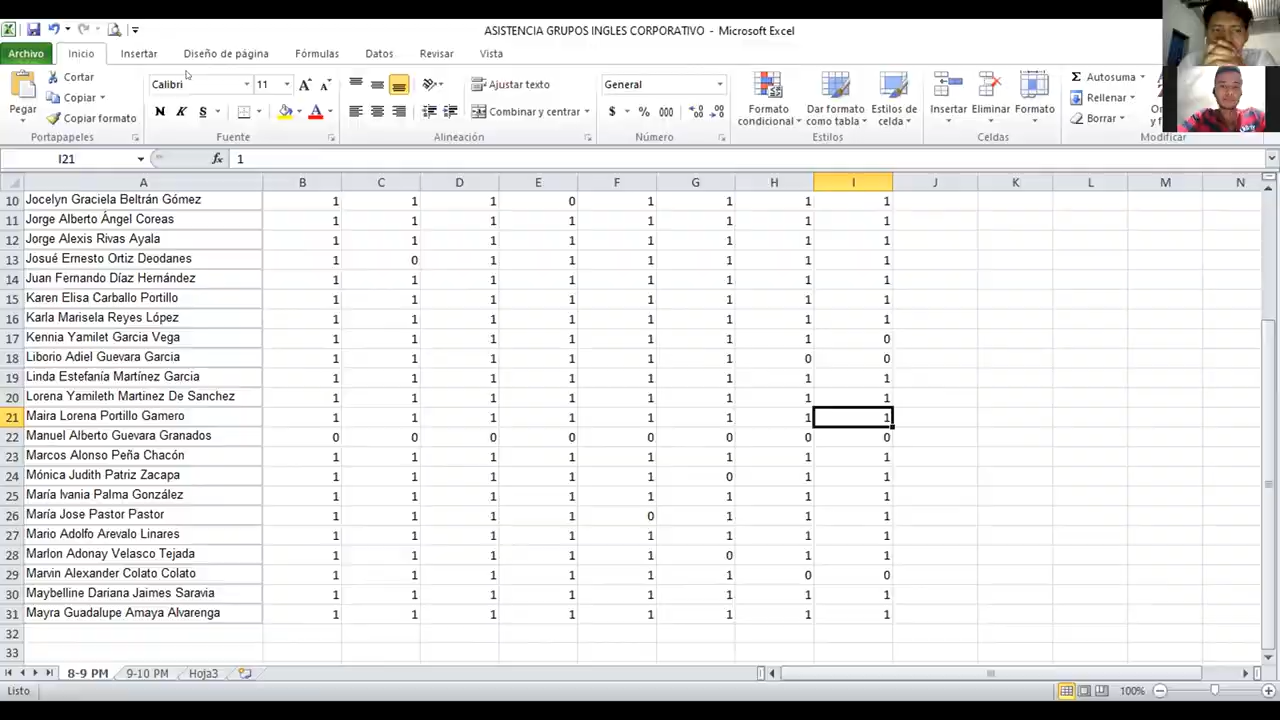 ASISTENCIA GRUPOS INGLES CORPORATIVO - Microsoft Excel
Archivo Inicio Insertar Diseño de página Fórmulas Datos Revisar Vista
Pegar Cortar Copiar Copiar formato Portapapeles
Calibri 11 N K S A Fuente
Ajustar texto Combinar y centrar Alineación
General $ % 000 Número
Formato condicional Dar formato como tabla Estilos de celda Estilos
Insertar Eliminar Formato Celdas
Σ Autosuma Rellenar Borrar Modificar
I21 fx 1
A B C D E F G H I J K L M N
10 Jocelyn Graciela Beltrán Gómez 1 1 1 0 1 1 1 1
11 Jorge Alberto Ángel Coreas 1 1 1 1 1 1 1 1
12 Jorge Alexis Rivas Ayala 1 1 1 1 1 1 1 1
13 Josué Ernesto Ortiz Deodanes 1 0 1 1 1 1 1 1
14 Juan Fernando Díaz Hernández 1 1 1 1 1 1 1 1
15 Karen Elisa Carballo Portillo 1 1 1 1 1 1 1 1
16 Karla Marisela Reyes López 1 1 1 1 1 1 1 1
17 Kennia Yamilet Garcia Vega 1 1 1 1 1 1 1 0
18 Liborio Adiel Guevara Garcia 1 1 1 1 1 1 0 0
19 Linda Estefanía Martínez Garcia 1 1 1 1 1 1 1 1
20 Lorena Yamileth Martinez De Sanchez 1 1 1 1 1 1 1 1
21 Maira Lorena Portillo Gamero 1 1 1 1 1 1 1 1
22 Manuel Alberto Guevara Granados 0 0 0 0 0 0 0 0
23 Marcos Alonso Peña Chacón 1 1 1 1 1 1 1 1
24 Mónica Judith Patriz Zacapa 1 1 1 1 1 0 1 1
25 María Ivania Palma González 1 1 1 1 1 1 1 1
26 María Jose Pastor Pastor 1 1 1 1 0 1 1 1
27 Mario Adolfo Arevalo Linares 1 1 1 1 1 1 1 1
28 Marlon Adonay Velasco Tejada 1 1 1 1 1 0 1 1
29 Marvin Alexander Colato Colato 1 1 1 1 1 1 0 0
30 Maybelline Dariana Jaimes Saravia 1 1 1 1 1 1 1 1
31 Mayra Guadalupe Amaya Alvarenga 1 1 1 1 1 1 1 1
32
33
8-9 PM 9-10 PM Hoja3
Listo 100%